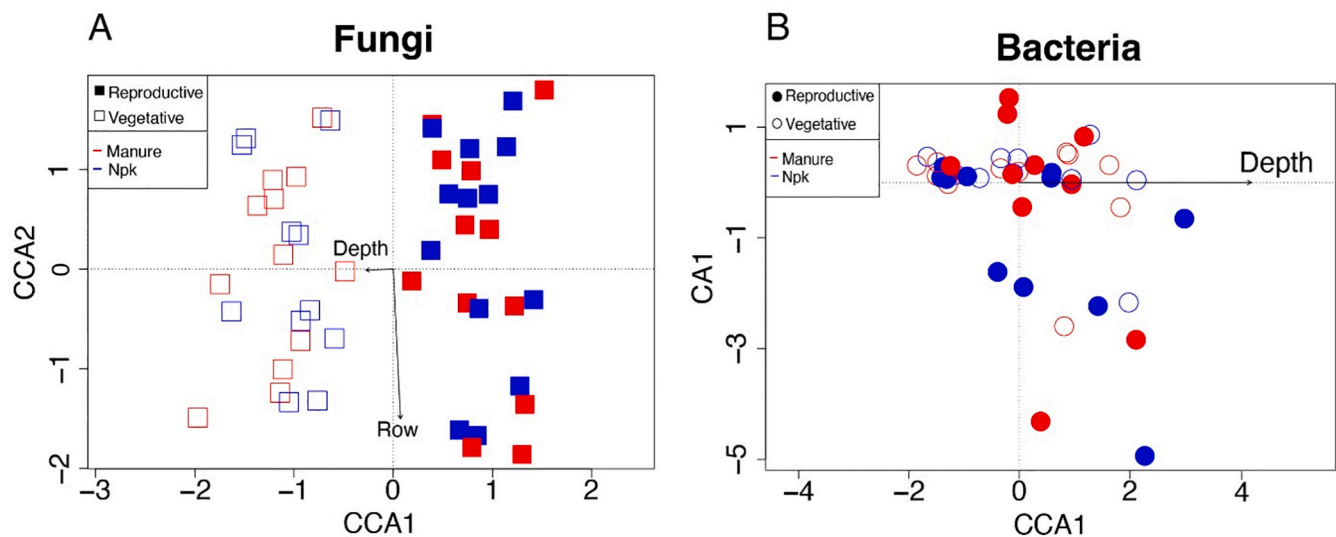 A
Fungi
Reproductive
Vegetative
Manure
Npk
CCA2
1
0
−1
−2
Depth
Row
−3
−2
−1
0
1
2
CCA1
B
Bacteria
Reproductive
Vegetative
Manure
Npk
Depth
CA1
1
−1
−3
−5
−4
−2
0
2
4
CCA1